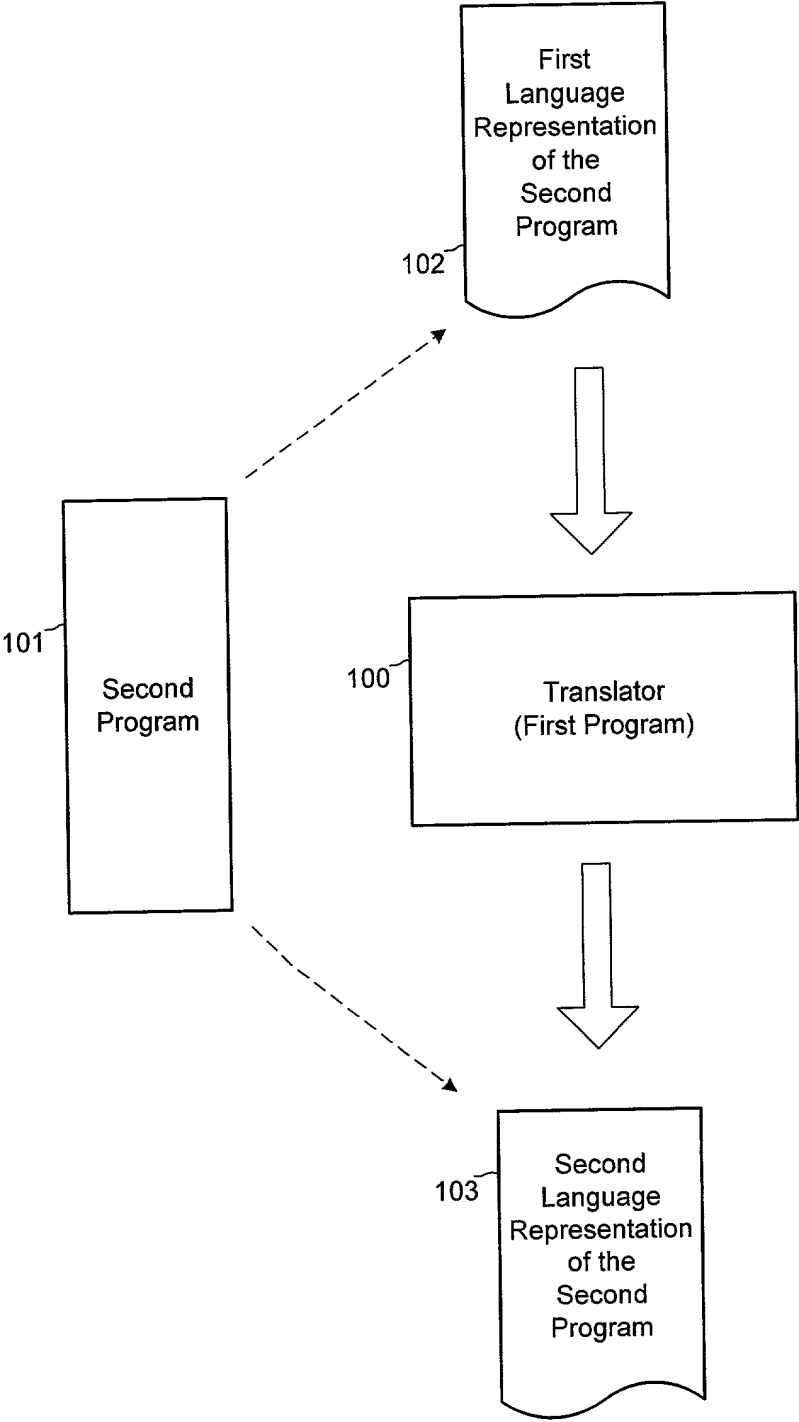 First
Language
Representation
of the
Second
Program
102
101
Second
Program
100
Translator
(First Program)
103
Second
Language
Representation
of the
Second
Program